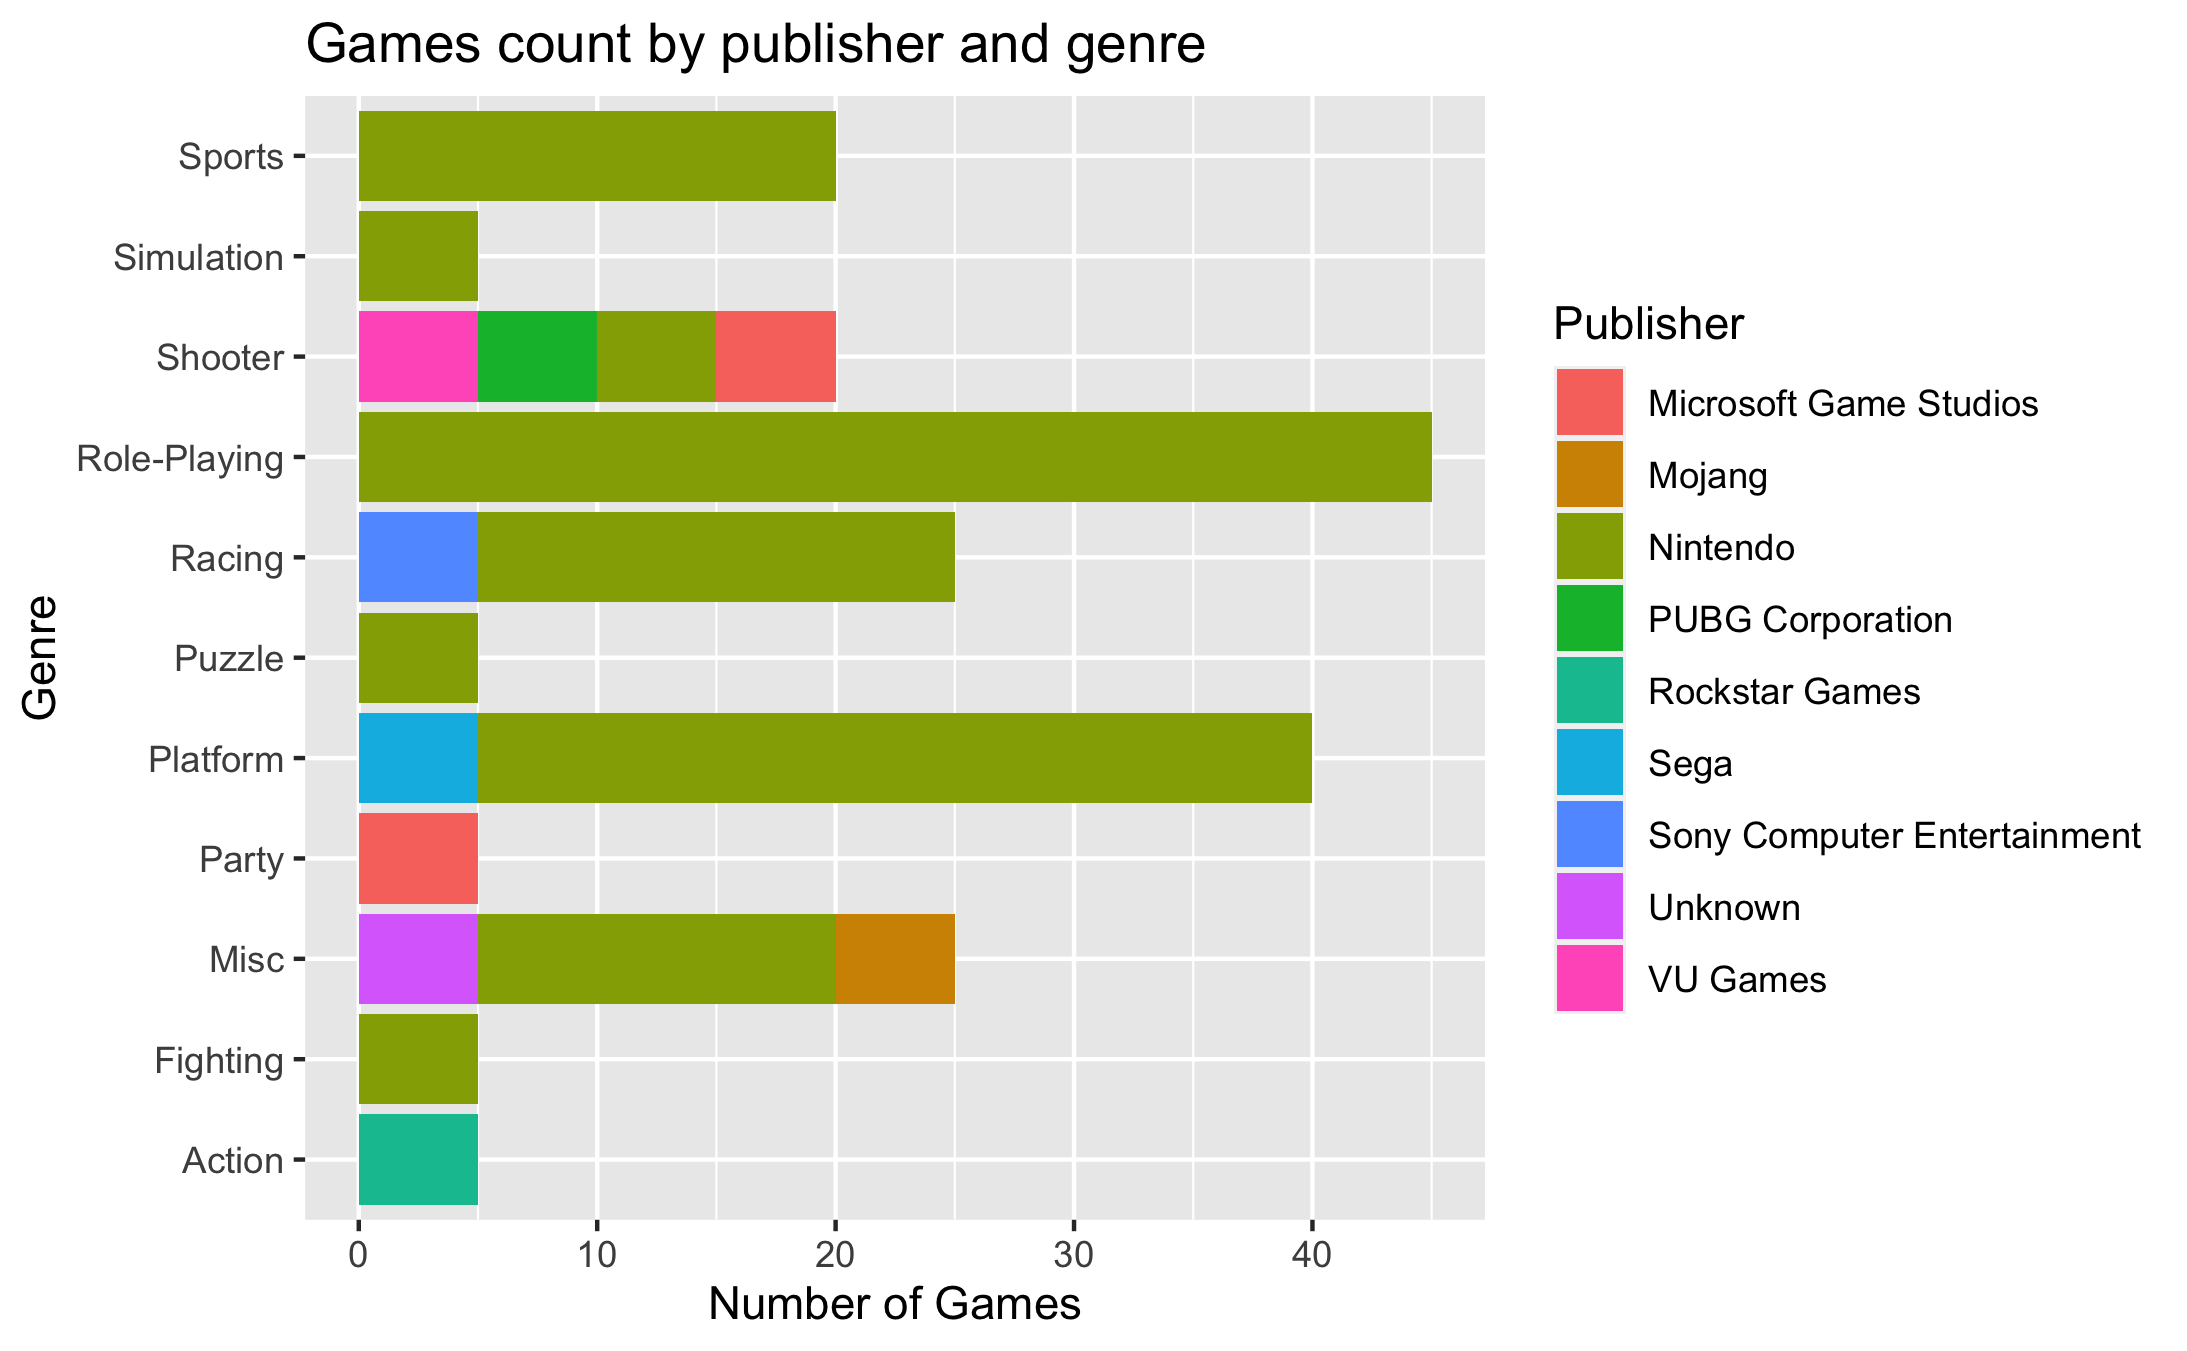 Games count by publisher and genre
Sports
Simulation
Shooter
Role-Playing
Racing
Puzzle
Platform
Party
Misc
Fighting
Action
Genre
0 10 20 30 40
Number of Games
Publisher
Microsoft Game Studios
Mojang
Nintendo
PUBG Corporation
Rockstar Games
Sega
Sony Computer Entertainment
Unknown
VU Games